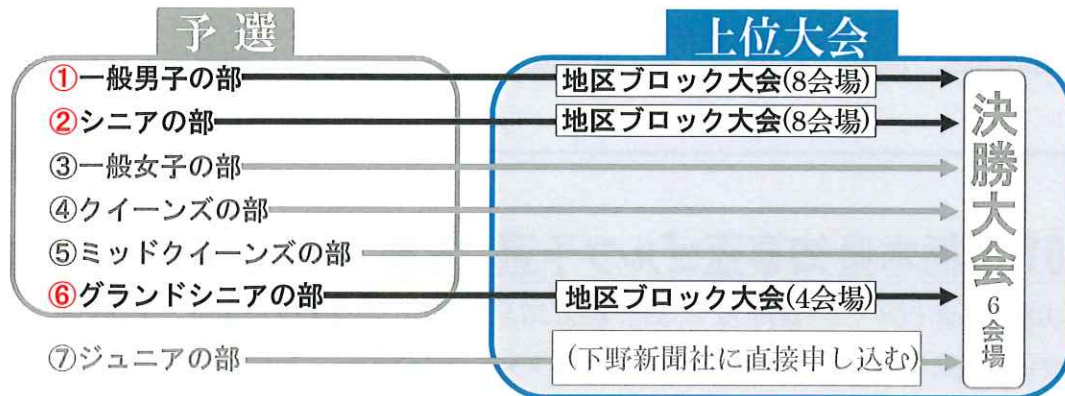 予選
上位大会
①一般男子の部
地区ブロック大会(8会場)
②シニアの部
地区ブロック大会(8会場)
③一般女子の部
④クイーンズの部
⑤ミッドクイーンズの部
⑥グランドシニアの部
地区ブロック大会(4会場)
⑦ジュニアの部
(下野新聞社に直接申し込む)
決勝大会 6会場